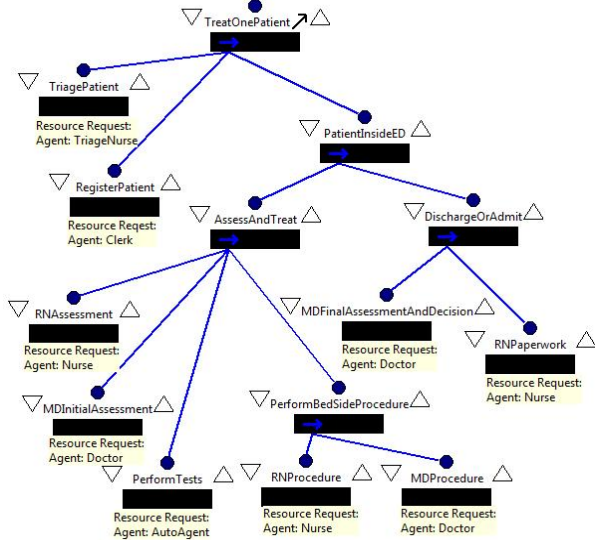 TreatOnePatient
TriagePatient
Resource Request:
Agent: TriageNurse
PatientInsideED
RegisterPatient
Resource Reqest:
Agent: Clerk
AssessAndTreat
DischargeOrAdmit
RNAssessment
Resource Request:
Agent: Nurse
MDFinalAssessmentAndDecision
Resource Request:
Agent: Doctor
RNPaperwork
Resource Request:
Agent: Nurse
MDInitialAssessment
Resource Request:
Agent: Doctor
PerformBedSideProcedure
PerformTests
Resource Request:
Agent: AutoAgent
RNProcedure
Resource Request:
Agent: Nurse
MDProcedure
Resource Request:
Agent: Doctor